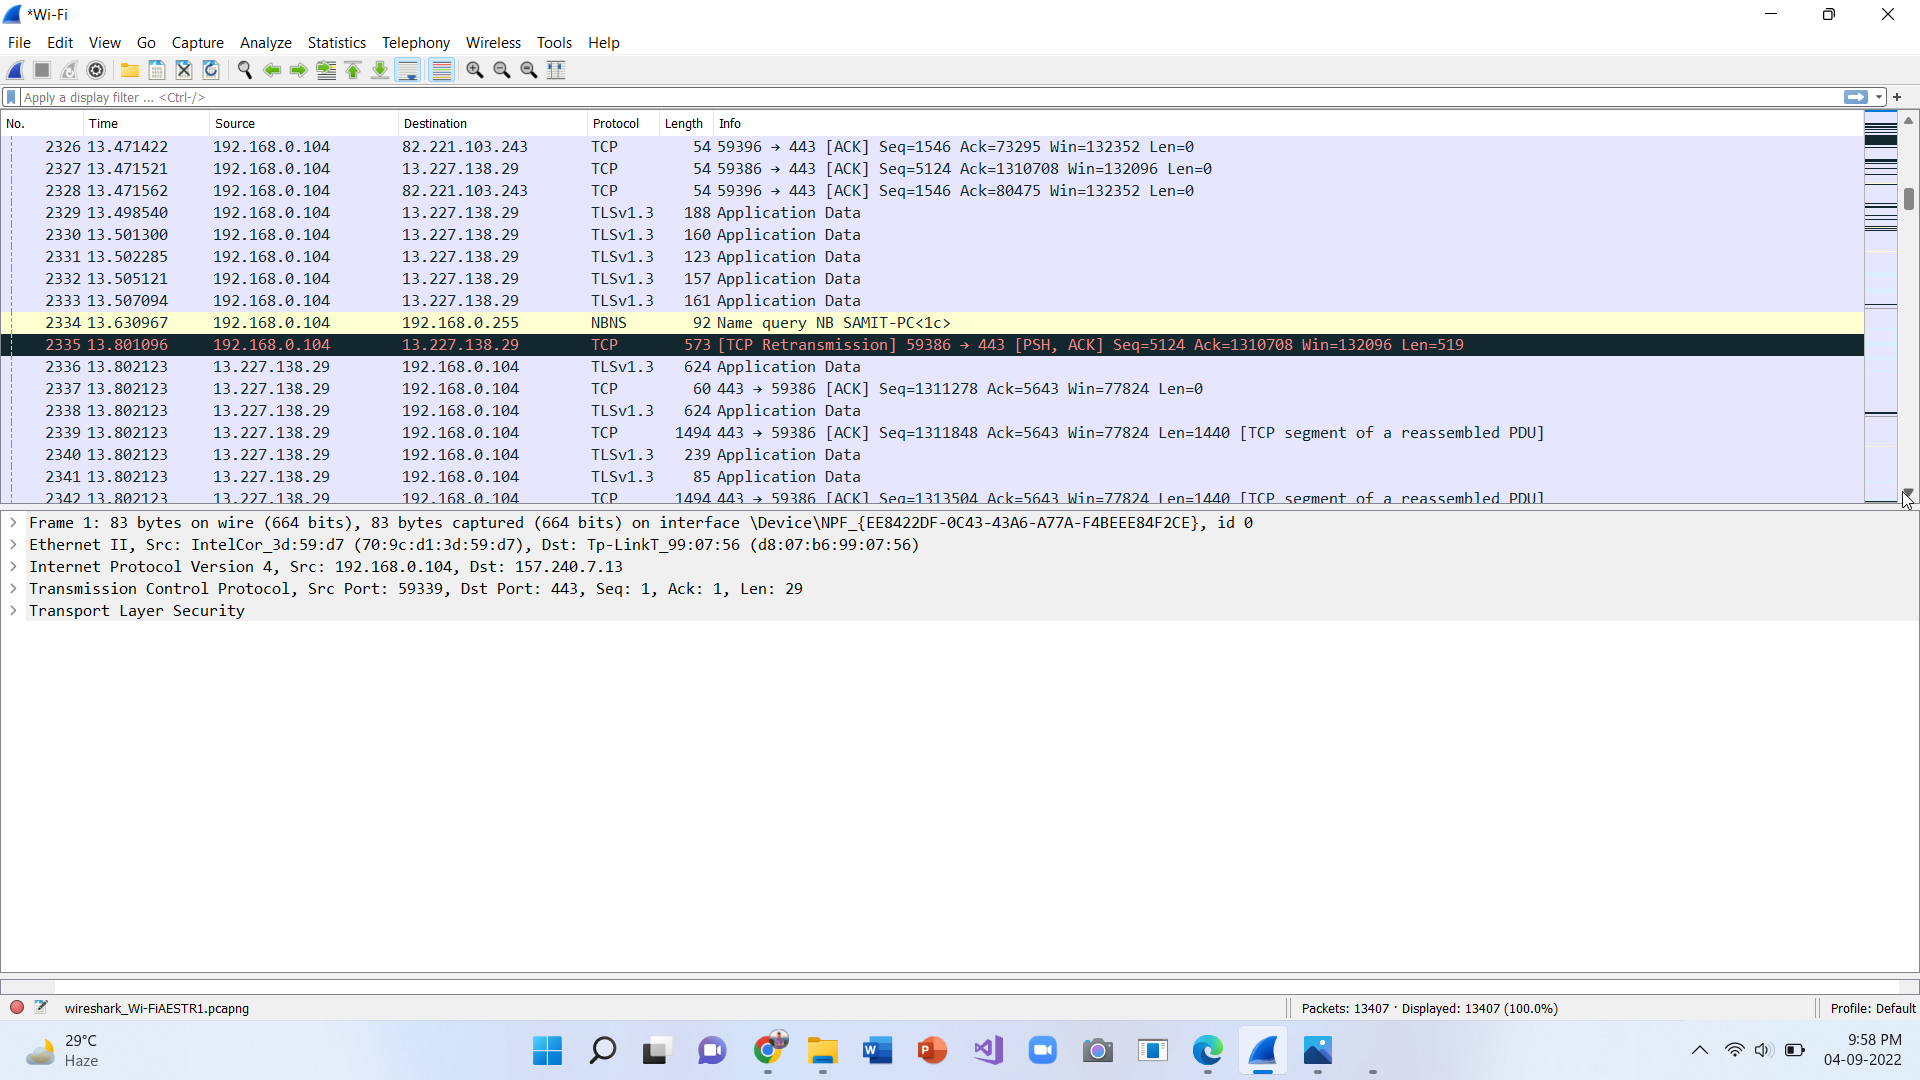 *Wi-Fi
File Edit View Go Capture Analyze Statistics Telephony Wireless Tools Help
Apply a display filter ... <Ctrl-/>
No. Time Source Destination Protocol Length Info
2326 13.471422 192.168.0.104 82.221.103.243 TCP 54 59396 → 443 [ACK] Seq=1546 Ack=73295 Win=132352 Len=0
2327 13.471521 192.168.0.104 13.227.138.29 TCP 54 59386 → 443 [ACK] Seq=5124 Ack=1310708 Win=132096 Len=0
2328 13.471562 192.168.0.104 82.221.103.243 TCP 54 59396 → 443 [ACK] Seq=1546 Ack=80475 Win=132352 Len=0
2329 13.498540 192.168.0.104 13.227.138.29 TLSv1.3 188 Application Data
2330 13.501300 192.168.0.104 13.227.138.29 TLSv1.3 160 Application Data
2331 13.502285 192.168.0.104 13.227.138.29 TLSv1.3 123 Application Data
2332 13.505121 192.168.0.104 13.227.138.29 TLSv1.3 157 Application Data
2333 13.507094 192.168.0.104 13.227.138.29 TLSv1.3 161 Application Data
2334 13.630967 192.168.0.104 192.168.0.255 NBNS 92 Name query NB SAMIT-PC<1c>
2335 13.801096 192.168.0.104 13.227.138.29 TCP 573 [TCP Retransmission] 59386 → 443 [PSH, ACK] Seq=5124 Ack=1310708 Win=132096 Len=519
2336 13.802123 13.227.138.29 192.168.0.104 TLSv1.3 624 Application Data
2337 13.802123 13.227.138.29 192.168.0.104 TCP 60 443 → 59386 [ACK] Seq=1311278 Ack=5643 Win=77824 Len=0
2338 13.802123 13.227.138.29 192.168.0.104 TLSv1.3 624 Application Data
2339 13.802123 13.227.138.29 192.168.0.104 TCP 1494 443 → 59386 [ACK] Seq=1311848 Ack=5643 Win=77824 Len=1440 [TCP segment of a reassembled PDU]
2340 13.802123 13.227.138.29 192.168.0.104 TLSv1.3 239 Application Data
2341 13.802123 13.227.138.29 192.168.0.104 TLSv1.3 85 Application Data
2342 13.802123 13.227.138.29 192.168.0.104 TCP 1494 443 → 59386 [ACK] Seq=1313504 Ack=5643 Win=77824 Len=1440 [TCP segment of a reassembled PDU]
Frame 1: 83 bytes on wire (664 bits), 83 bytes captured (664 bits) on interface \Device\NPF_{EE8422DF-0C43-43A6-A77A-F4BEEE84F2CE}, id 0
Ethernet II, Src: IntelCor_3d:59:d7 (70:9c:d1:3d:59:d7), Dst: Tp-LinkT_99:07:56 (d8:07:b6:99:07:56)
Internet Protocol Version 4, Src: 192.168.0.104, Dst: 157.240.7.13
Transmission Control Protocol, Src Port: 59339, Dst Port: 443, Seq: 1, Ack: 1, Len: 29
Transport Layer Security
wireshark_Wi-FiAESTR1.pcapng Packets: 13407 · Displayed: 13407 (100.0%) Profile: Default
29°C
Haze
9:58 PM
04-09-2022